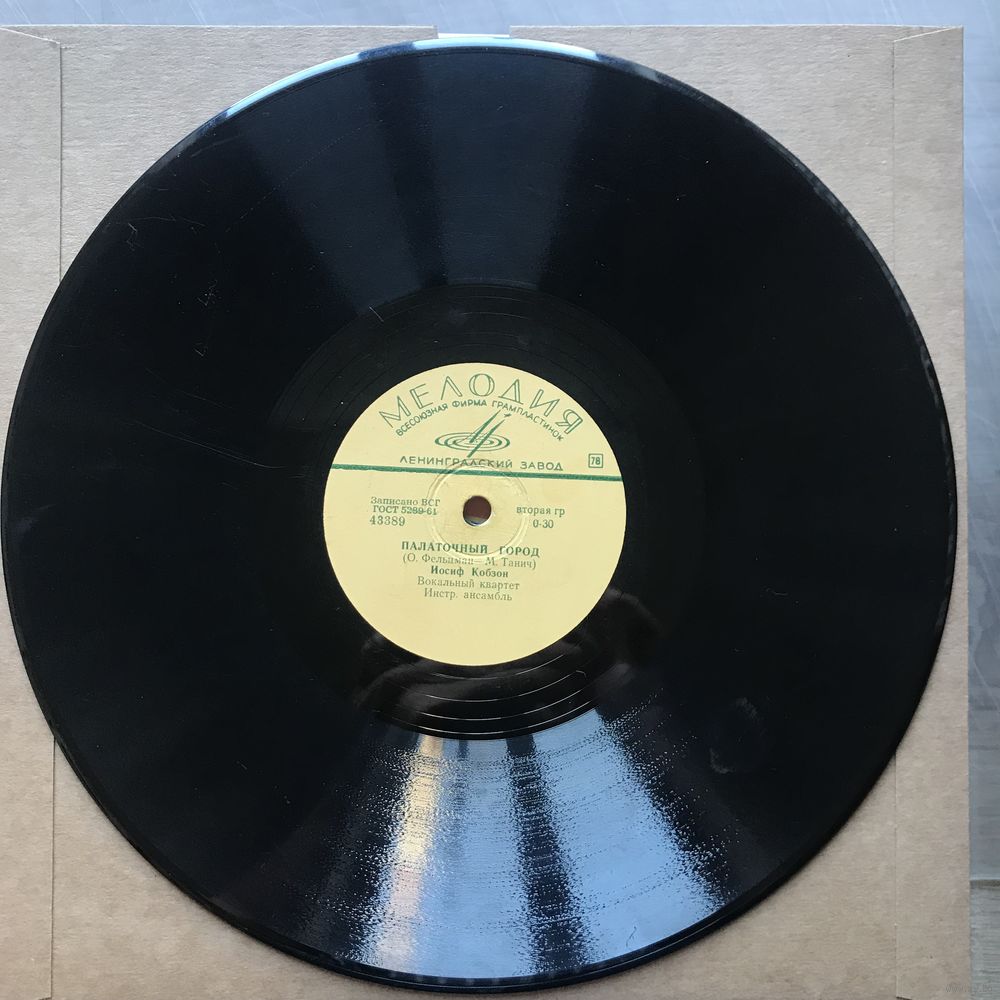 МЕЛОДИЯ
ВСЕСОЮЗНАЯ ФИРМА ГРАМПЛАСТИНОК
ЛЕНИНГРАДСКИЙ ЗАВОД 78
Записано ВСГ
ГОСТ 5289-61 вторая гр
43389 0-30
ПАЛАТОЧНЫЙ ГОРОД
(О. Фельцман — М. Танич)
Иосиф Кобзон
Вокальный квартет
Инстр. ансамбль